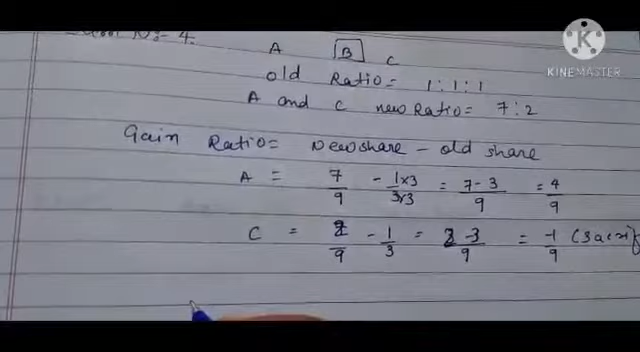 KINEMASTER
A B C
old Ratio = 1:1:1
A and C new Ratio = 7:2
Gain Ratio = New share - old share
A = 7/9 - 1×3/3×3 = 7-3/9 = 4/9
C = 2/9 - 1/3 = 2-3/9 = -1/9 (Sacrif